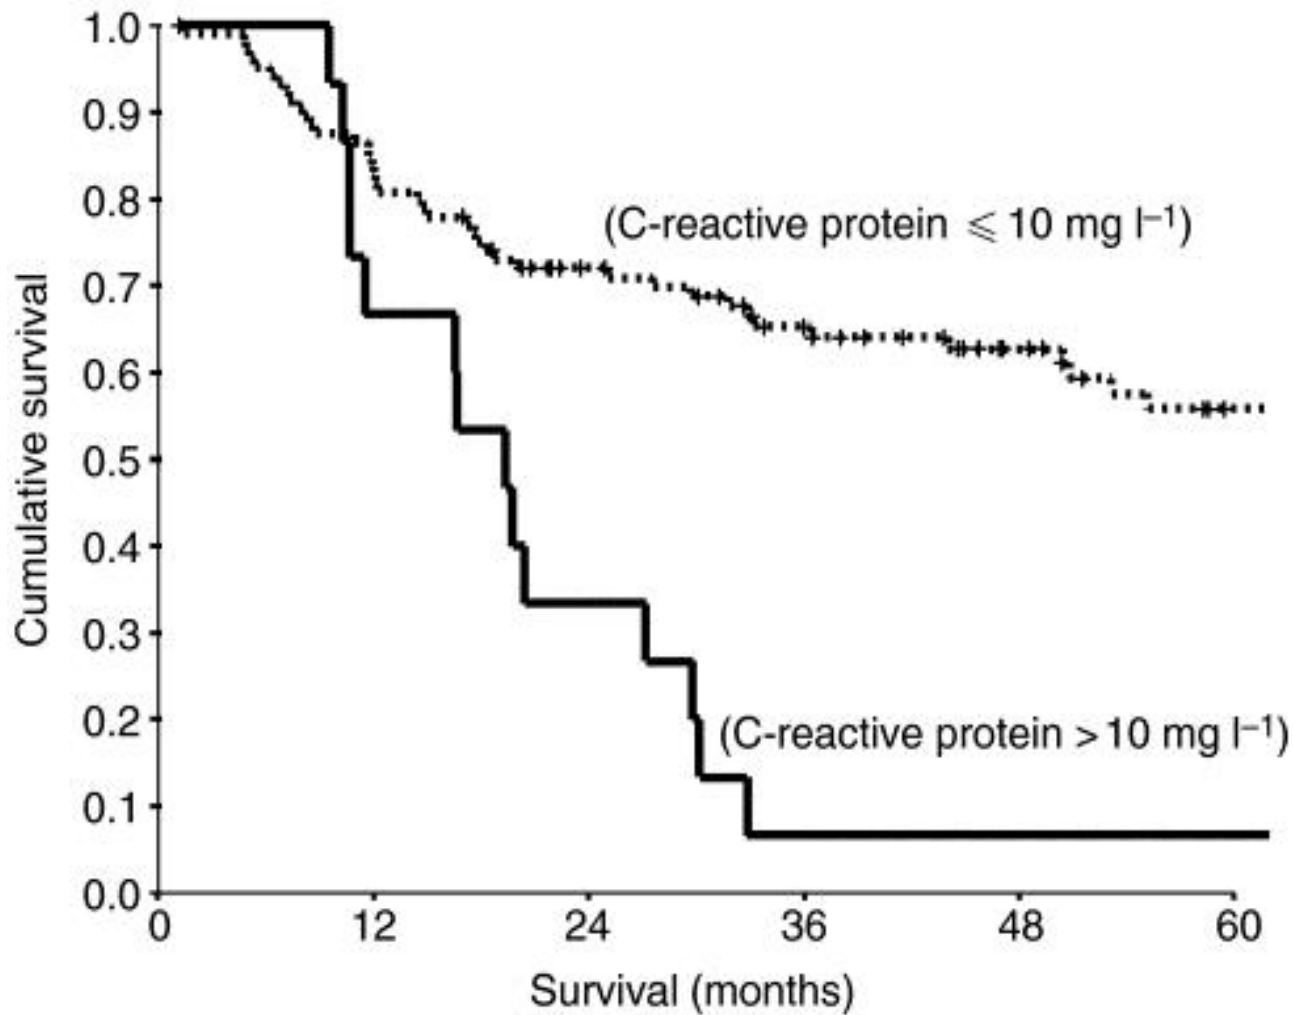 1.0
0.9
0.8
0.7
0.6
0.5
0.4
0.3
0.2
0.1
0.0
Cumulative survival
(C-reactive protein ⩽ 10 mg l⁻¹)
(C-reactive protein > 10 mg l⁻¹)
0 12 24 36 48 60
Survival (months)